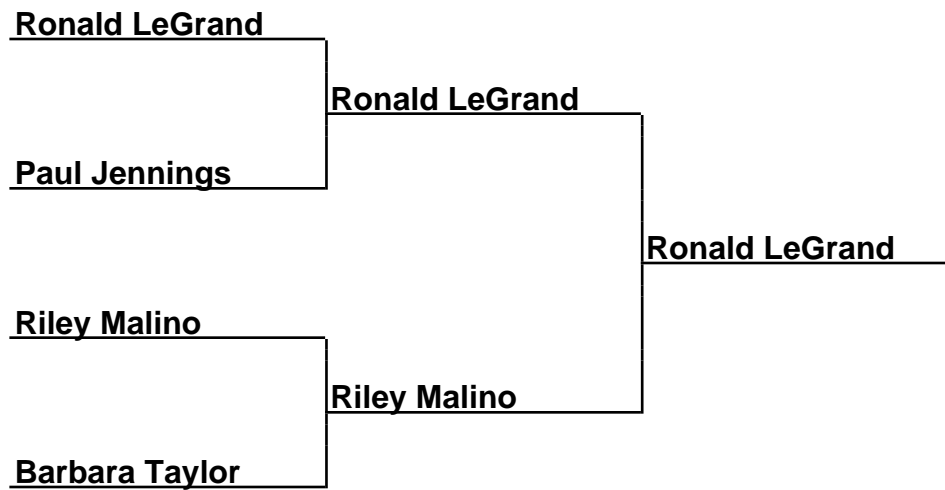 Ronald LeGrand
Ronald LeGrand
Paul Jennings
Ronald LeGrand
Riley Malino
Riley Malino
Barbara Taylor